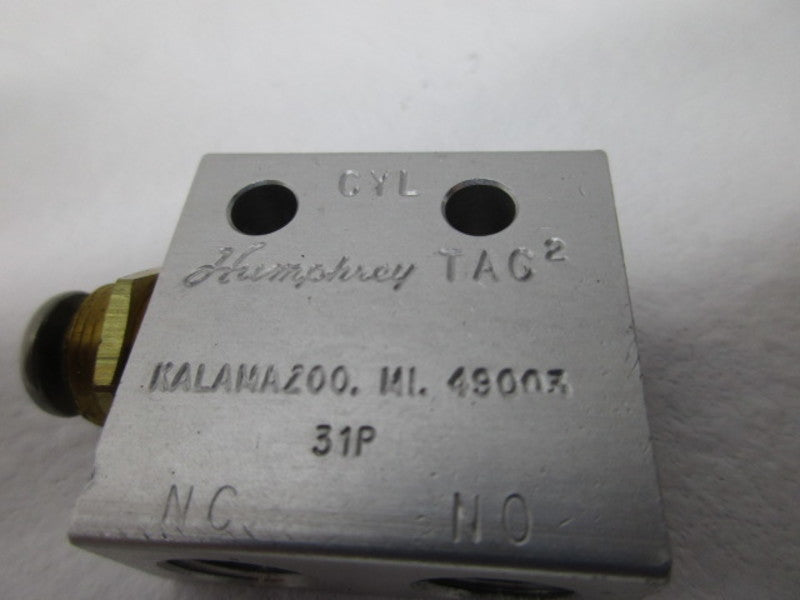 CYL
Humphrey TAC²
KALAMAZOO. MI. 49003
31P
NC NO